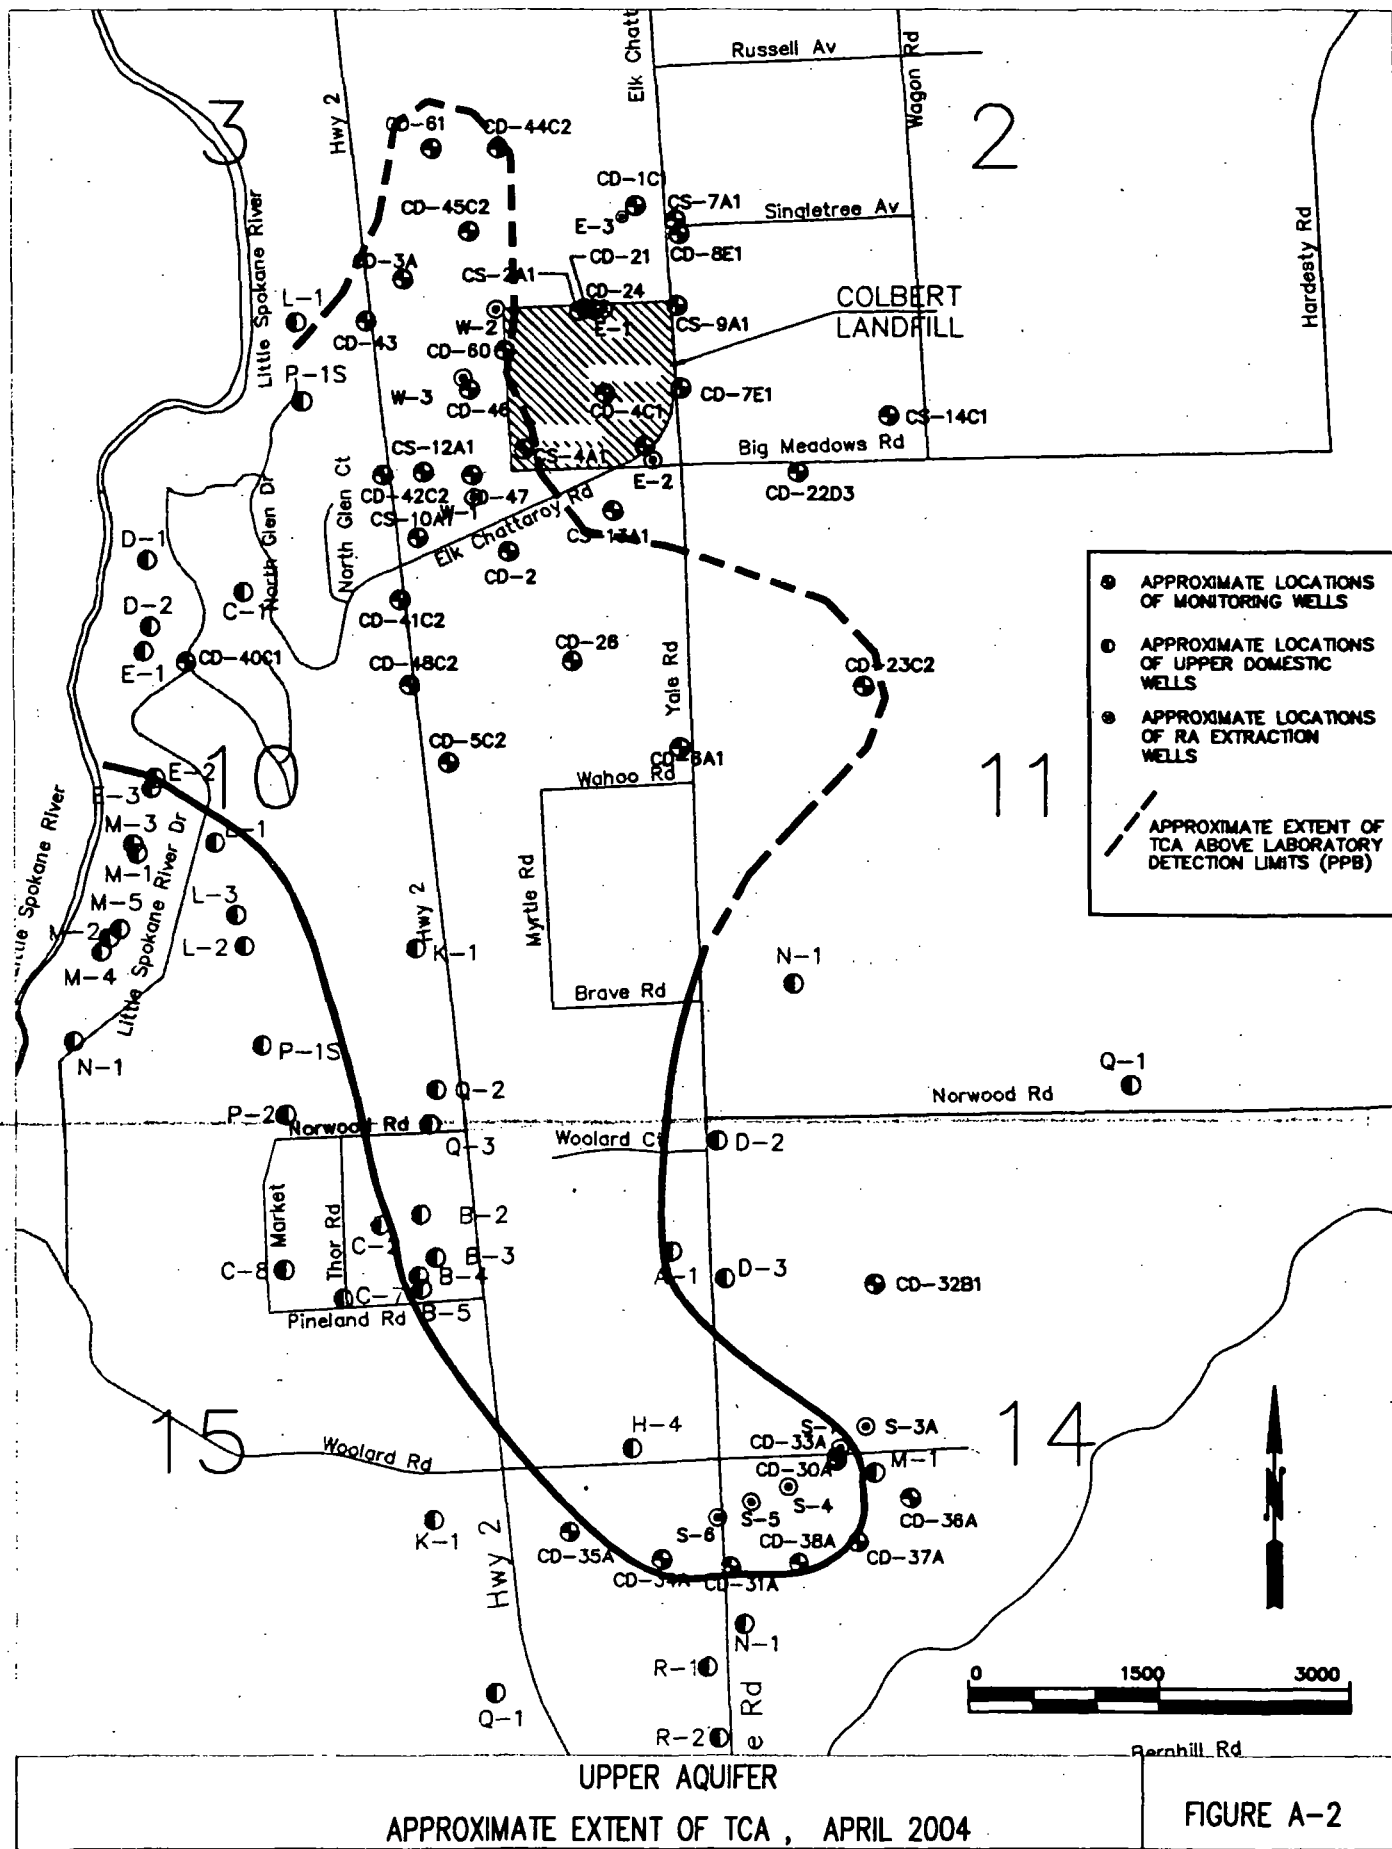 Russell Av
Elk Chatt
Wagon Rd
Hwy 2
3
2
CD-61
CD-44C2
CD-1C1
CS-7A1
Singletree Av
E-3
CD-8E1
CD-45C2
CD-21
CS-2A1
CD-24
CD-3A
Little Spokane River
Hardesty Rd
COLBERT
LANDFILL
L-1
W-2
E-1
CS-9A1
CD-43
CD-60
P-1S
W-3
CD-46
CD-4C1
CD-7E1
CS-14C1
Big Meadows Rd
CS-12A1
CS-4A1
E-2
CD-22D3
CD-42C2
CD-47
W-1
CS-10A1
Elk Chattaroy Rd
CS-13A1
North Glen Dr
North Glen Ct
CD-2
D-1
C-1
D-2
CD-41C2
E-1
CD-40C1
CD-48C2
CD-26
Yale Rd
CD-23C2
APPROXIMATE LOCATIONS
OF MONITORING WELLS
APPROXIMATE LOCATIONS
OF UPPER DOMESTIC
WELLS
APPROXIMATE LOCATIONS
OF RA EXTRACTION
WELLS
APPROXIMATE EXTENT OF
TCA ABOVE LABORATORY
DETECTION LIMITS (PPB)
CD-5C2
CD-6A1
Wahoo Rd
10
11
E-2
E-3
M-3
M-1
L-1
M-5
L-3
M-2
L-2
M-4
Little Spokane River
Little Spokane River Dr
Hwy 2
K-1
Myrtle Rd
Brave Rd
N-1
N-1
P-1S
Q-2
Q-1
Norwood Rd
P-2
Norwood Rd
Q-3
Woolard Ct
D-2
Market
Thor Rd
B-2
C-2
B-3
C-8
B-4
C-7
B-5
Pineland Rd
A-1
D-3
CD-32B1
15
14
Woolard Rd
H-4
S-1
S-3A
CD-33A
CD-30A
M-1
S-4
S-5
S-6
CD-36A
K-1
CD-35A
CD-38A
CD-37A
CD-34A
CD-31A
Hwy 2
N-1
R-1
Q-1
R-2
e Rd
N
0 1500 3000
Bernhill Rd
UPPER AQUIFER
APPROXIMATE EXTENT OF TCA , APRIL 2004
FIGURE A-2